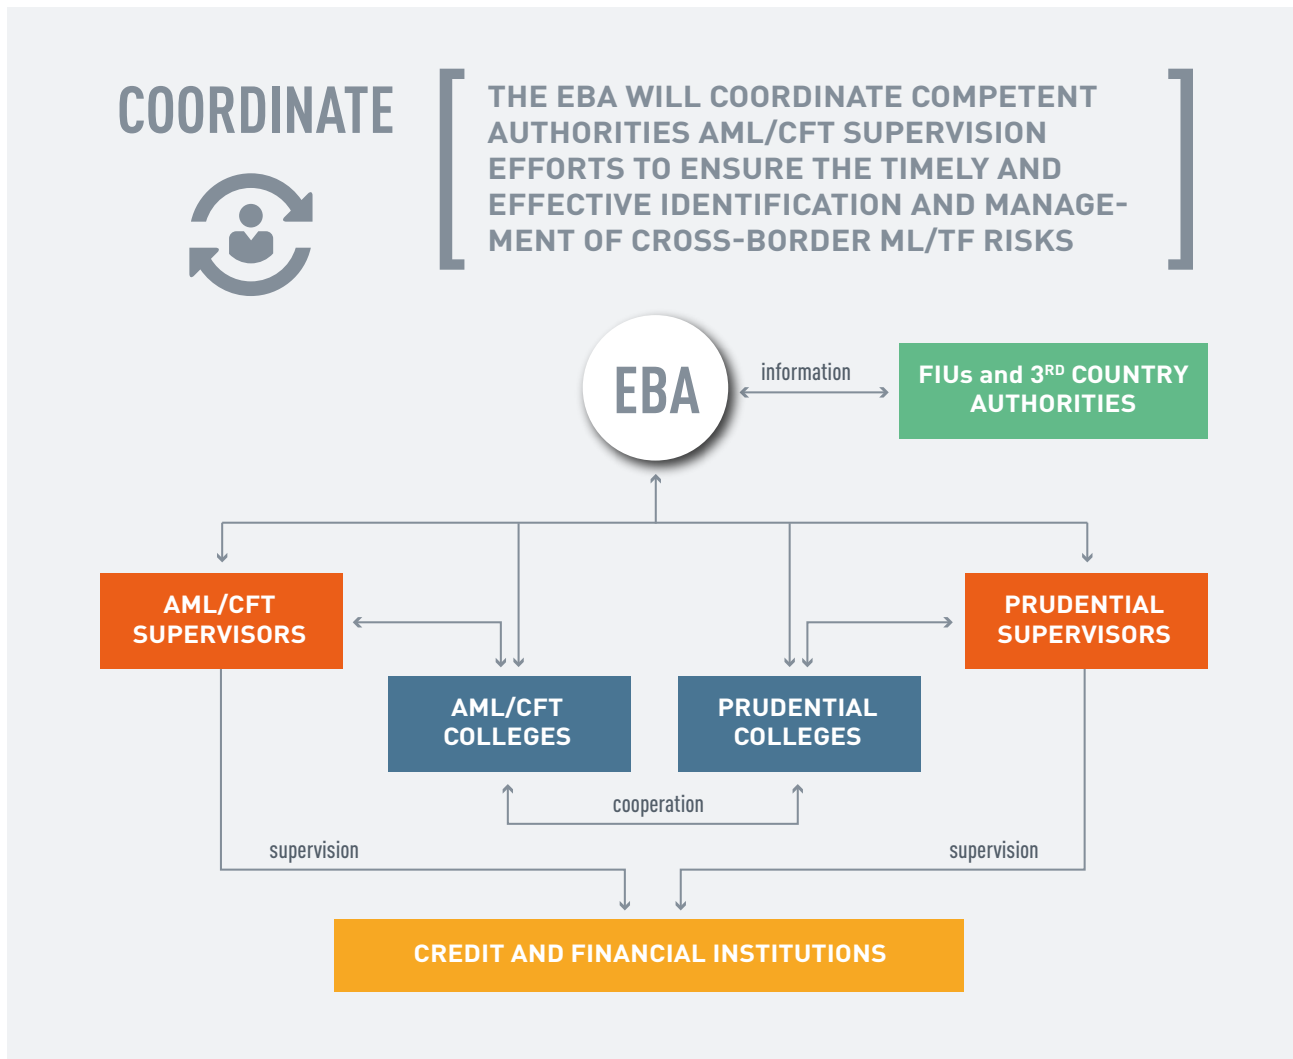 COORDINATE
THE EBA WILL COORDINATE COMPETENT
AUTHORITIES AML/CFT SUPERVISION
EFFORTS TO ENSURE THE TIMELY AND
EFFECTIVE IDENTIFICATION AND MANAGE-
MENT OF CROSS-BORDER ML/TF RISKS
EBA
information
FIUs and 3RD COUNTRY
AUTHORITIES
AML/CFT
SUPERVISORS
PRUDENTIAL
SUPERVISORS
AML/CFT
COLLEGES
PRUDENTIAL
COLLEGES
cooperation
supervision
supervision
CREDIT AND FINANCIAL INSTITUTIONS